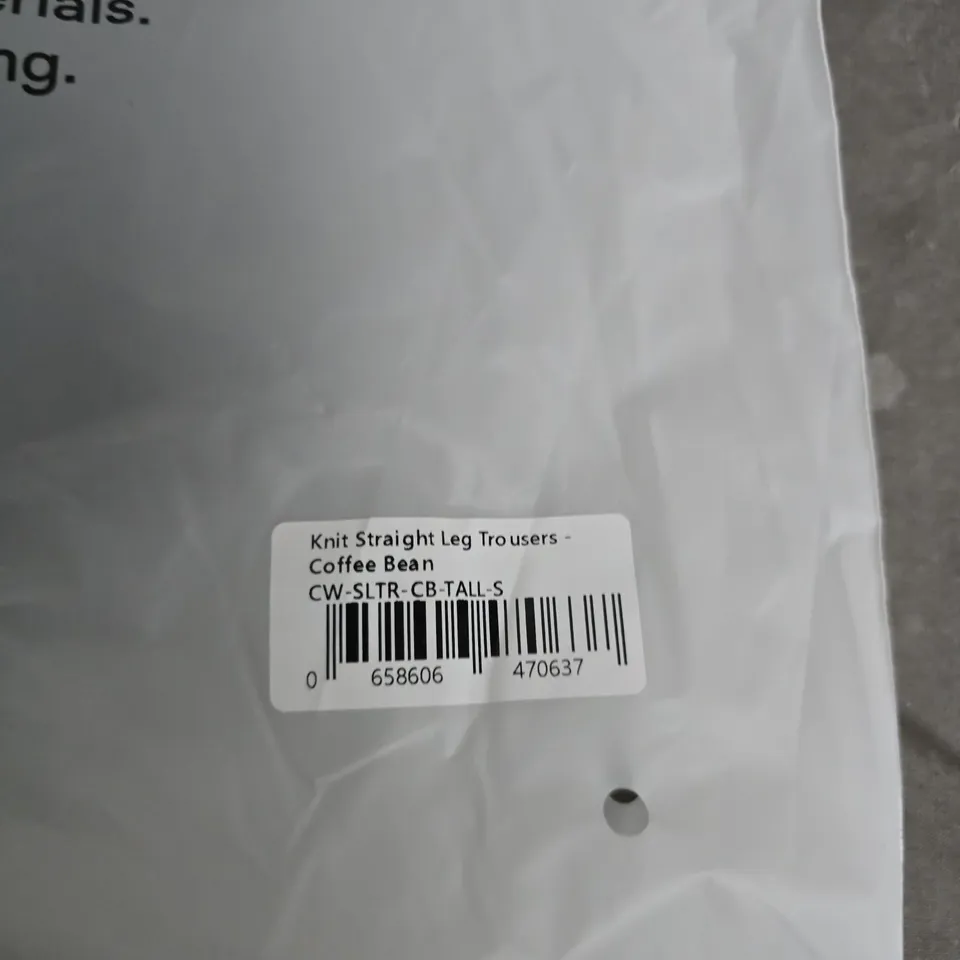 ng.
Knit Straight Leg Trousers -
Coffee Bean
CW-SLTR-CB-TALL-S
0 658606 470637